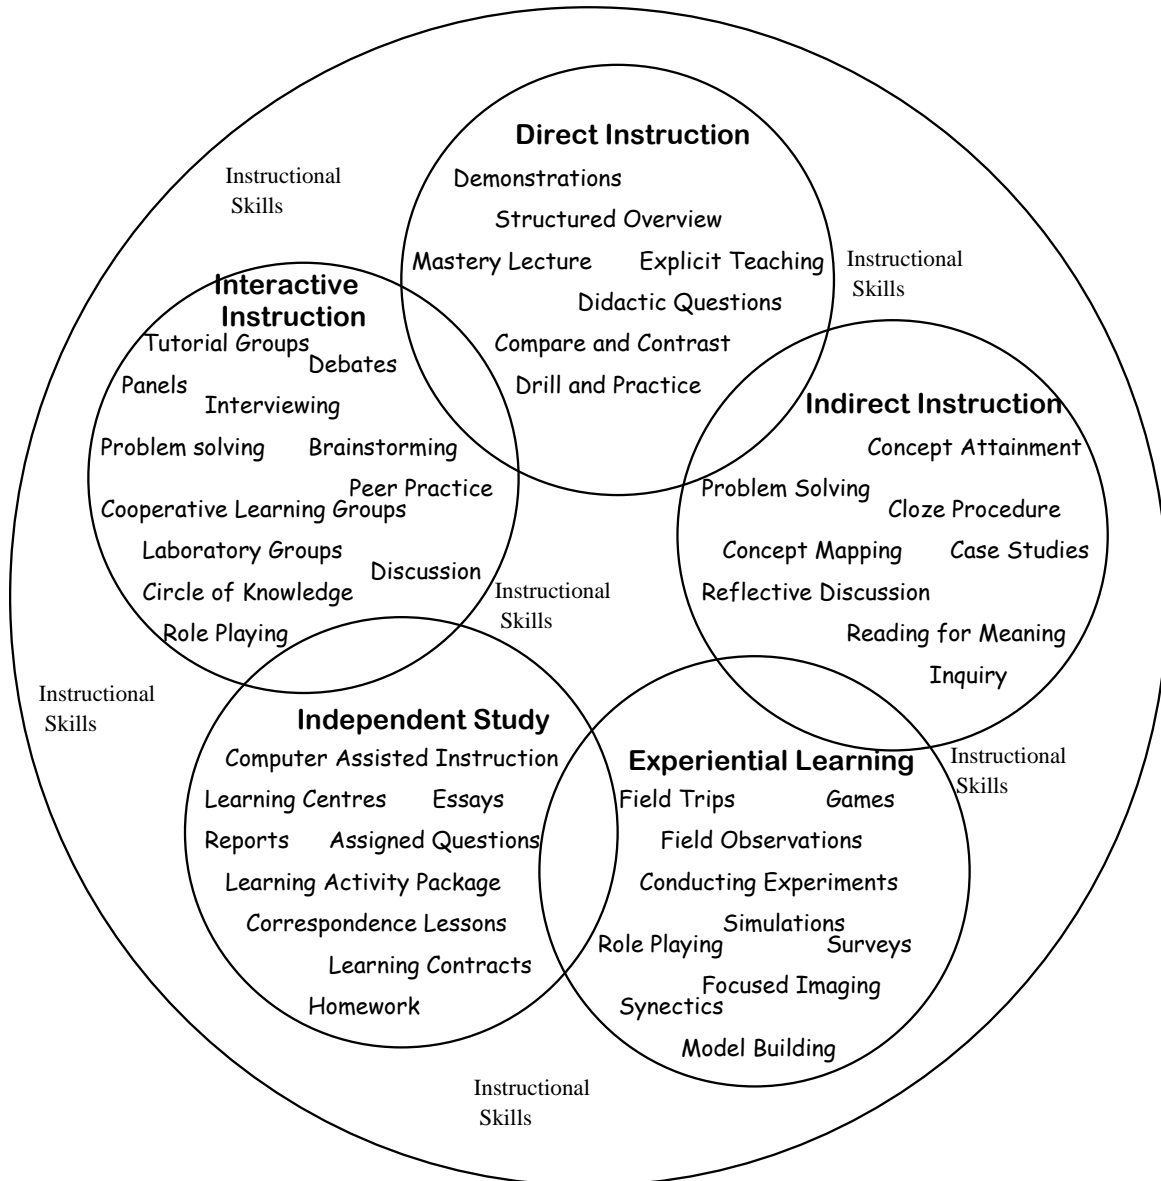 Direct Instruction
Demonstrations
Structured Overview
Mastery Lecture
Explicit Teaching
Didactic Questions
Compare and Contrast
Drill and Practice
Instructional
Skills
Instructional
Skills
Interactive
Instruction
Tutorial Groups
Debates
Panels
Interviewing
Problem solving
Brainstorming
Peer Practice
Cooperative Learning Groups
Laboratory Groups
Discussion
Circle of Knowledge
Role Playing
Indirect Instruction
Concept Attainment
Problem Solving
Cloze Procedure
Concept Mapping
Case Studies
Reflective Discussion
Reading for Meaning
Inquiry
Instructional
Skills
Instructional
Skills
Independent Study
Computer Assisted Instruction
Learning Centres
Essays
Reports
Assigned Questions
Learning Activity Package
Correspondence Lessons
Learning Contracts
Homework
Experiential Learning
Field Trips
Games
Field Observations
Conducting Experiments
Simulations
Role Playing
Surveys
Focused Imaging
Synectics
Model Building
Instructional
Skills
Instructional
Skills